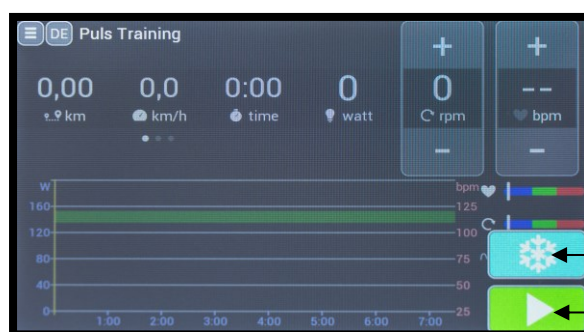 DE Puls Training
+ +
0,00 0,0 0:00 0 0 --
km km/h time watt rpm bpm
- -
W bpm
160 125
120 100
80 75
40 50
0 25
1:00 2:00 3:00 4:00 5:00 6:00 7:00